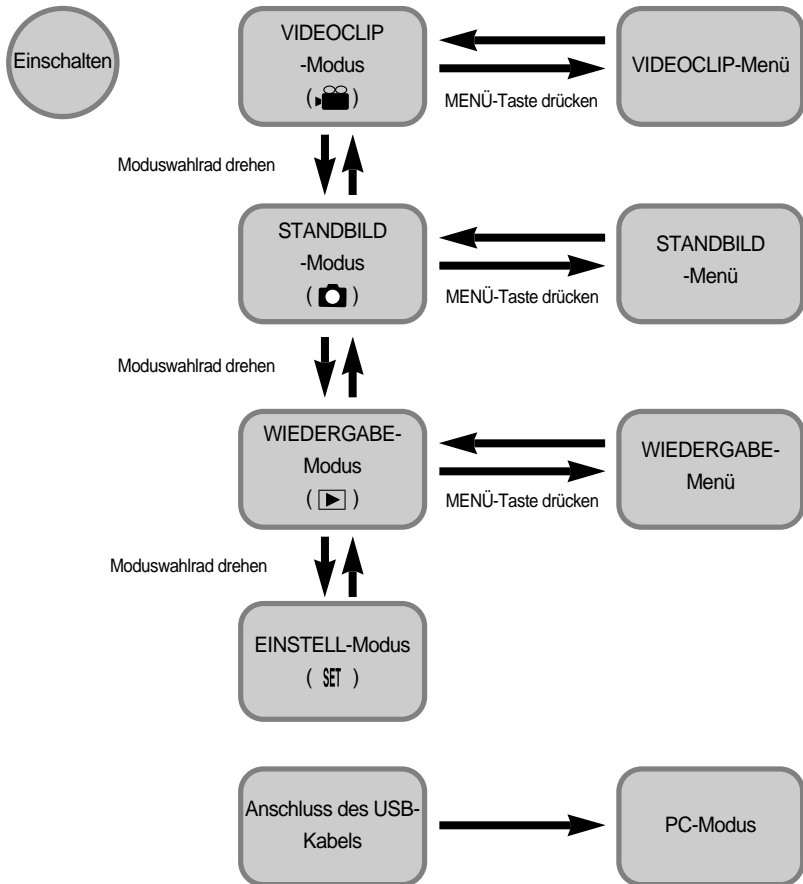 Einschalten
VIDEOCLIP
-Modus
( )
MENÜ-Taste drücken
VIDEOCLIP-Menü
Moduswahlrad drehen
STANDBILD
-Modus
( )
MENÜ-Taste drücken
STANDBILD
-Menü
Moduswahlrad drehen
WIEDERGABE-
Modus
( )
MENÜ-Taste drücken
WIEDERGABE-
Menü
Moduswahlrad drehen
EINSTELL-Modus
( SET )
Anschluss des USB-
Kabels
PC-Modus